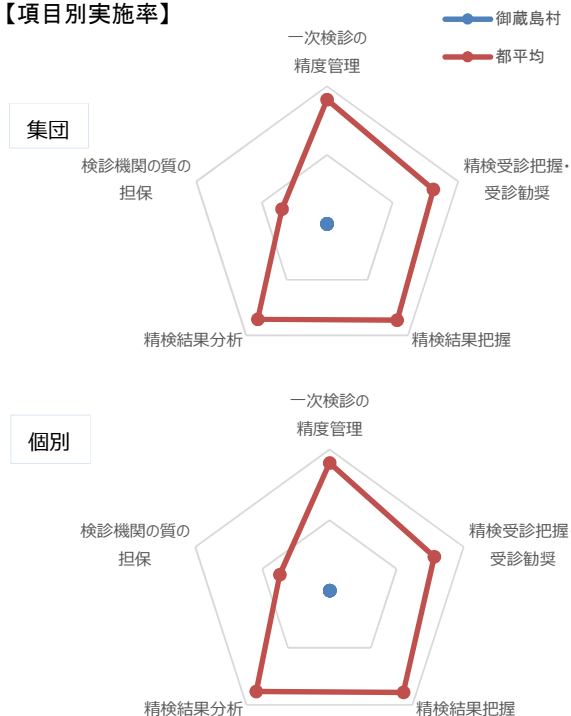 【項目別実施率】
御蔵島村
都平均
集団
一次検診の
精度管理
精検受診把握・
受診勧奨
精検結果把握
精検結果分析
検診機関の質の
担保
個別
一次検診の
精度管理
精検受診把握
受診勧奨
精検結果把握
精検結果分析
検診機関の質の
担保